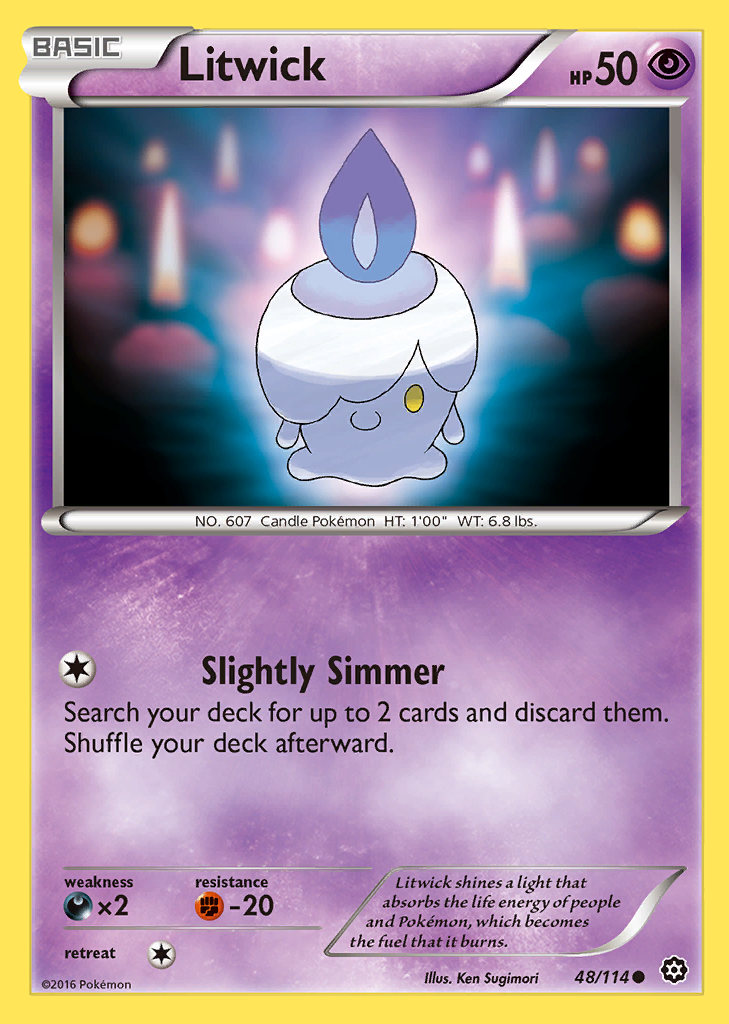 BASIC
Litwick
HP 50
NO. 607 Candle Pokémon HT: 1'00" WT: 6.8 lbs.
Slightly Simmer
Search your deck for up to 2 cards and discard them.
Shuffle your deck afterward.
weakness
×2
resistance
-20
retreat
Litwick shines a light that
absorbs the life energy of people
and Pokémon, which becomes
the fuel that it burns.
©2016 Pokémon
Illus. Ken Sugimori
48/114